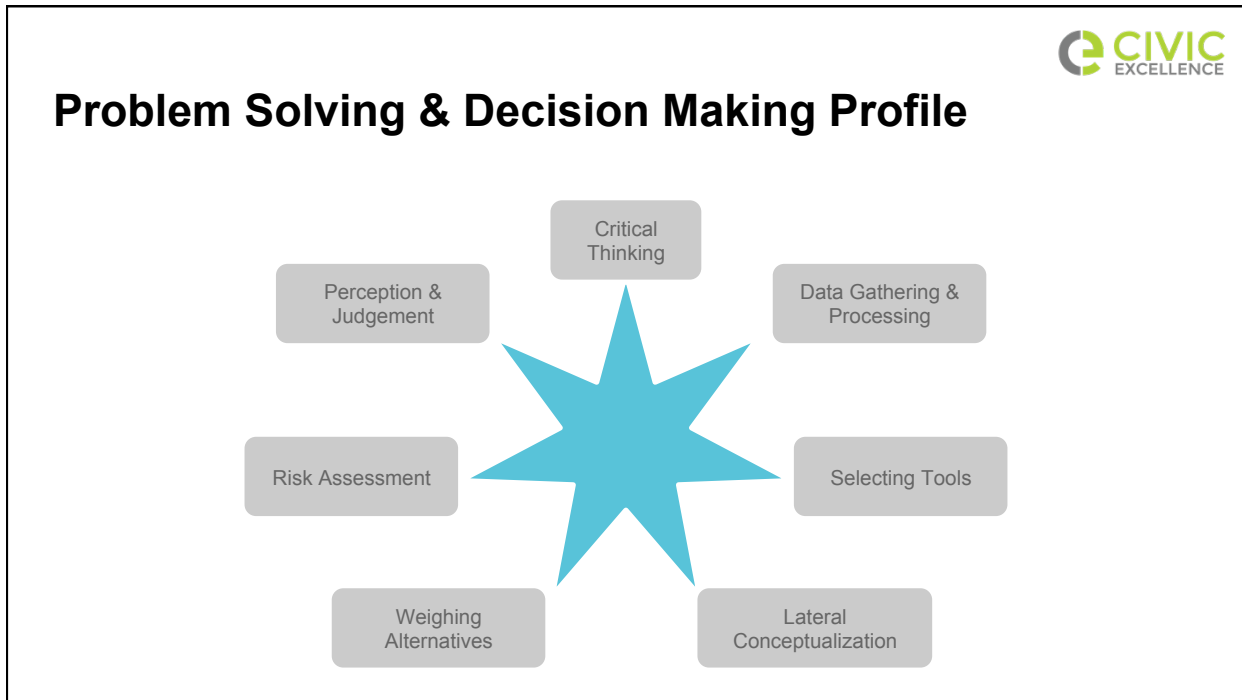 CIVIC
EXCELLENCE
Problem Solving & Decision Making Profile
Critical
Thinking
Perception &
Judgement
Data Gathering &
Processing
Risk Assessment
Selecting Tools
Weighing
Alternatives
Lateral
Conceptualization